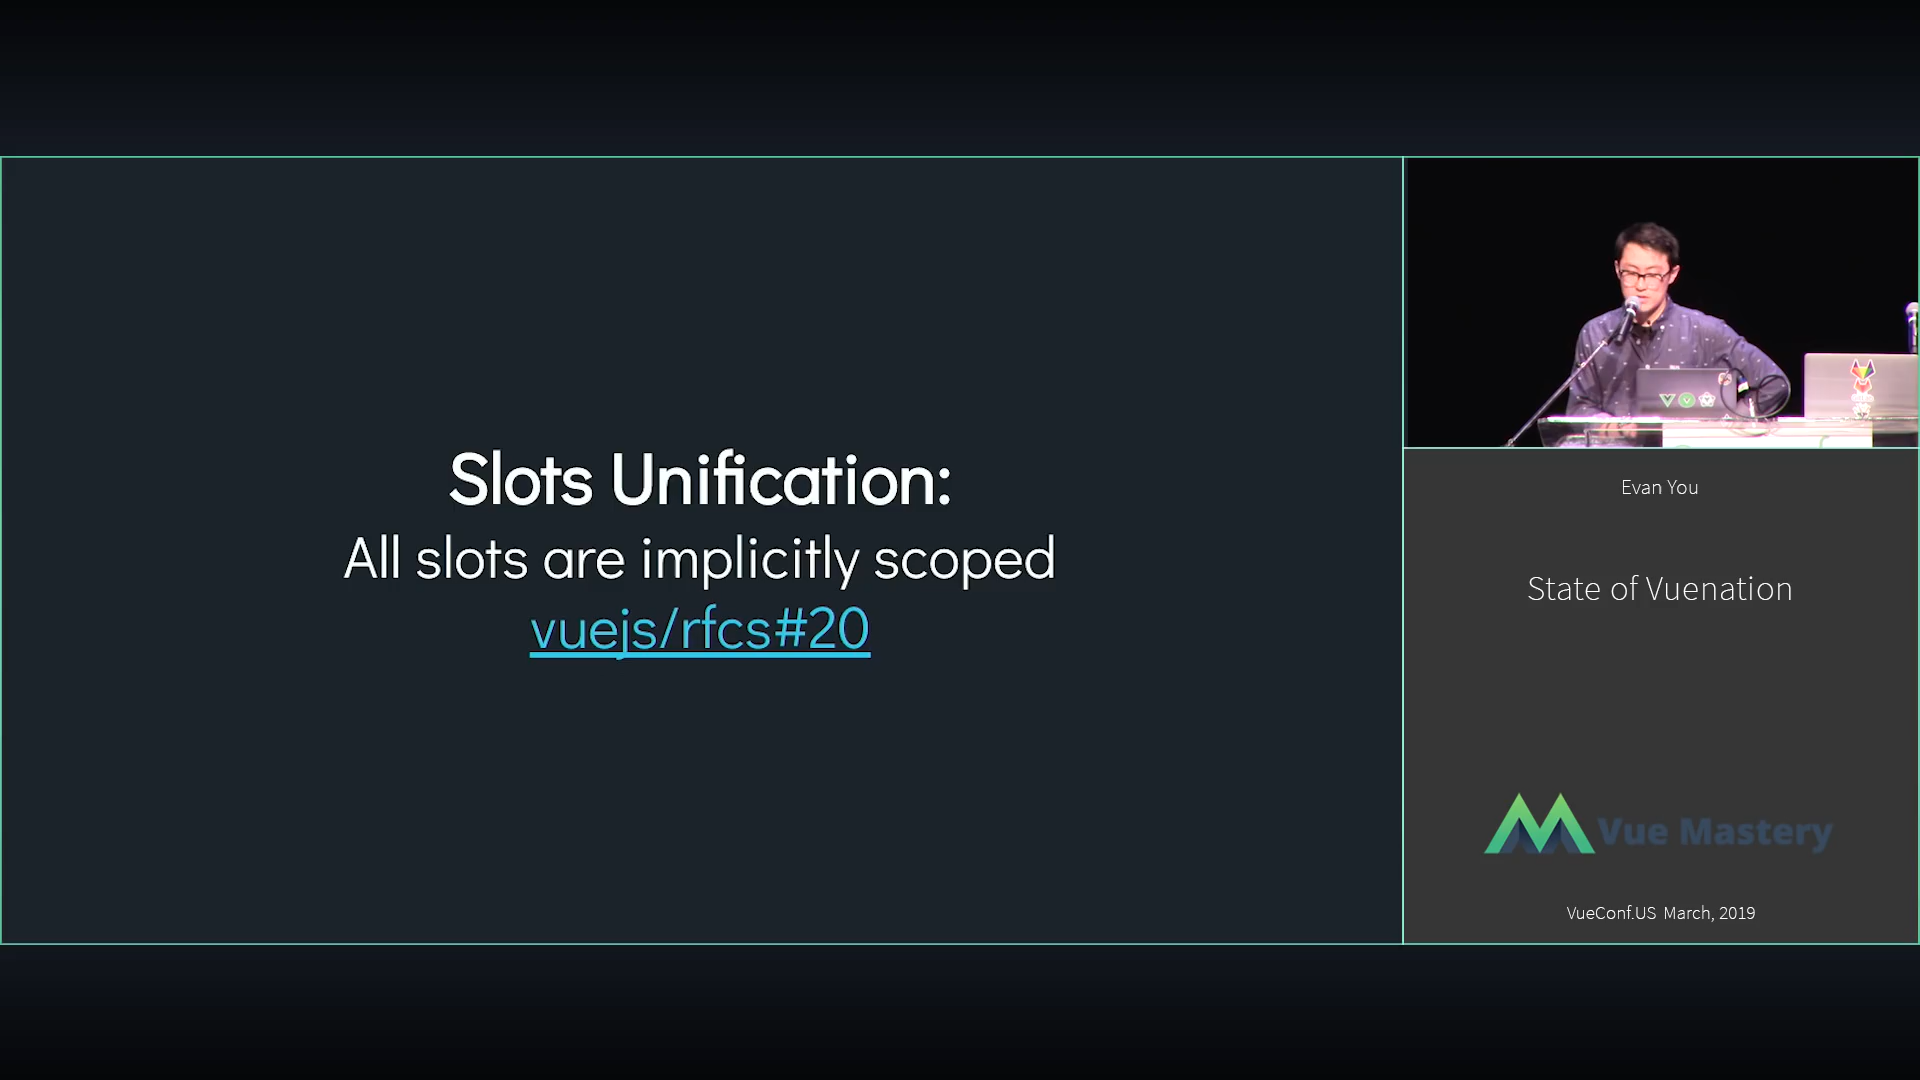 Slots Unification:
All slots are implicitly scoped
vuejs/rfcs#20
Evan You
State of Vuenation
Vue Mastery
VueConf.US March, 2019